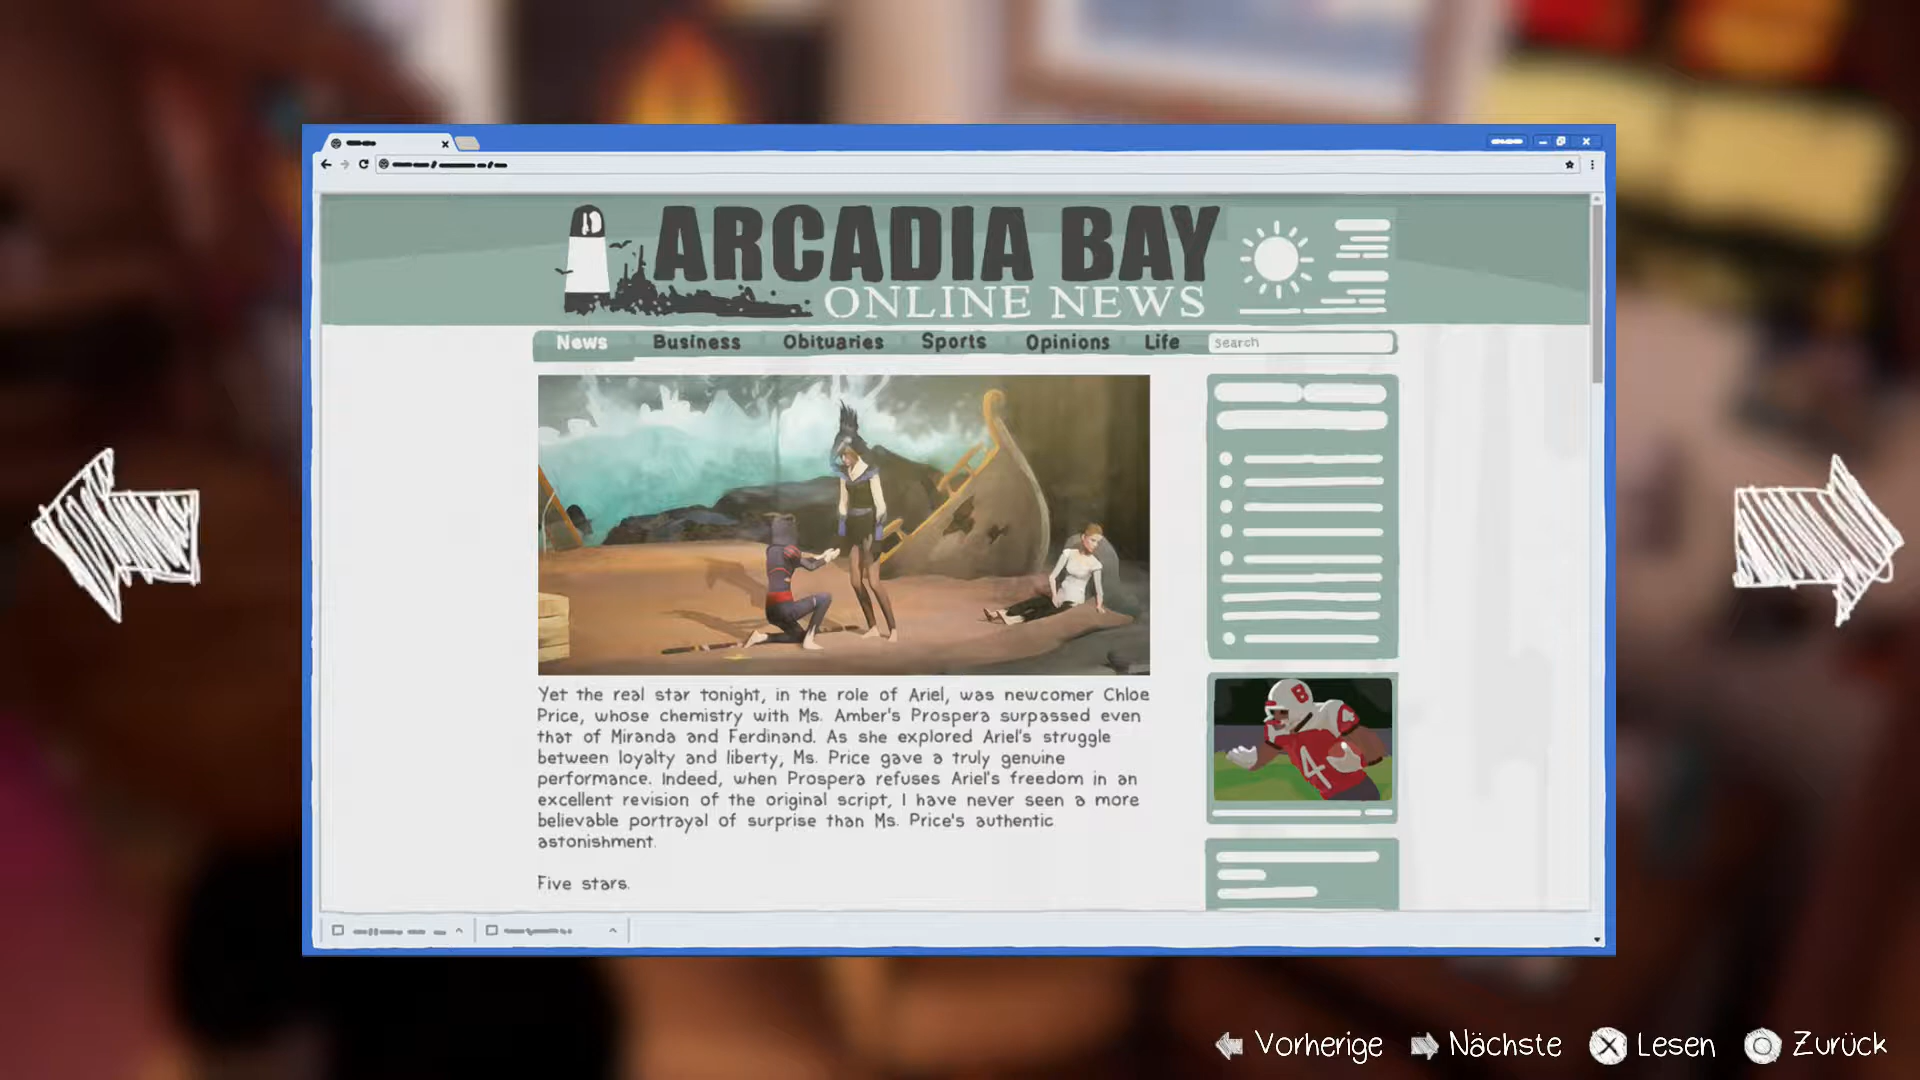 ARCADIA BAY
ONLINE NEWS
News Business Obituaries Sports Opinions Life search
Yet the real star tonight, in the role of Ariel, was newcomer Chloe
Price, whose chemistry with Ms. Amber's Prospera surpassed even
that of Miranda and Ferdinand. As she explored Ariel's struggle
between loyalty and liberty, Ms. Price gave a truly genuine
performance. Indeed, when Prospera refuses Ariel's freedom in an
excellent revision of the original script, I have never seen a more
believable portrayal of surprise than Ms. Price's authentic
astonishment.
Five stars.
B
4
4
Vorherige Nächste Lesen Zurück